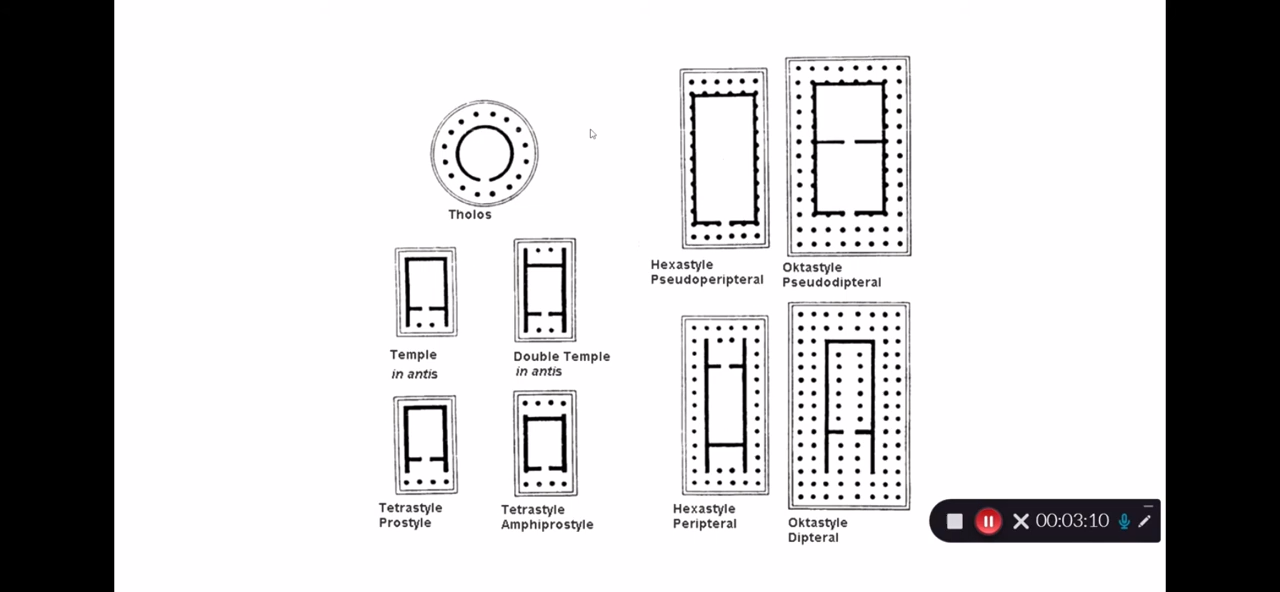 Tholos
Temple
in antis
Double Temple
in antis
Tetrastyle
Prostyle
Tetrastyle
Amphiprostyle
Hexastyle
Pseudoperipteral
Oktastyle
Pseudodipteral
Hexastyle
Peripteral
Oktastyle
Dipteral
00:03:10